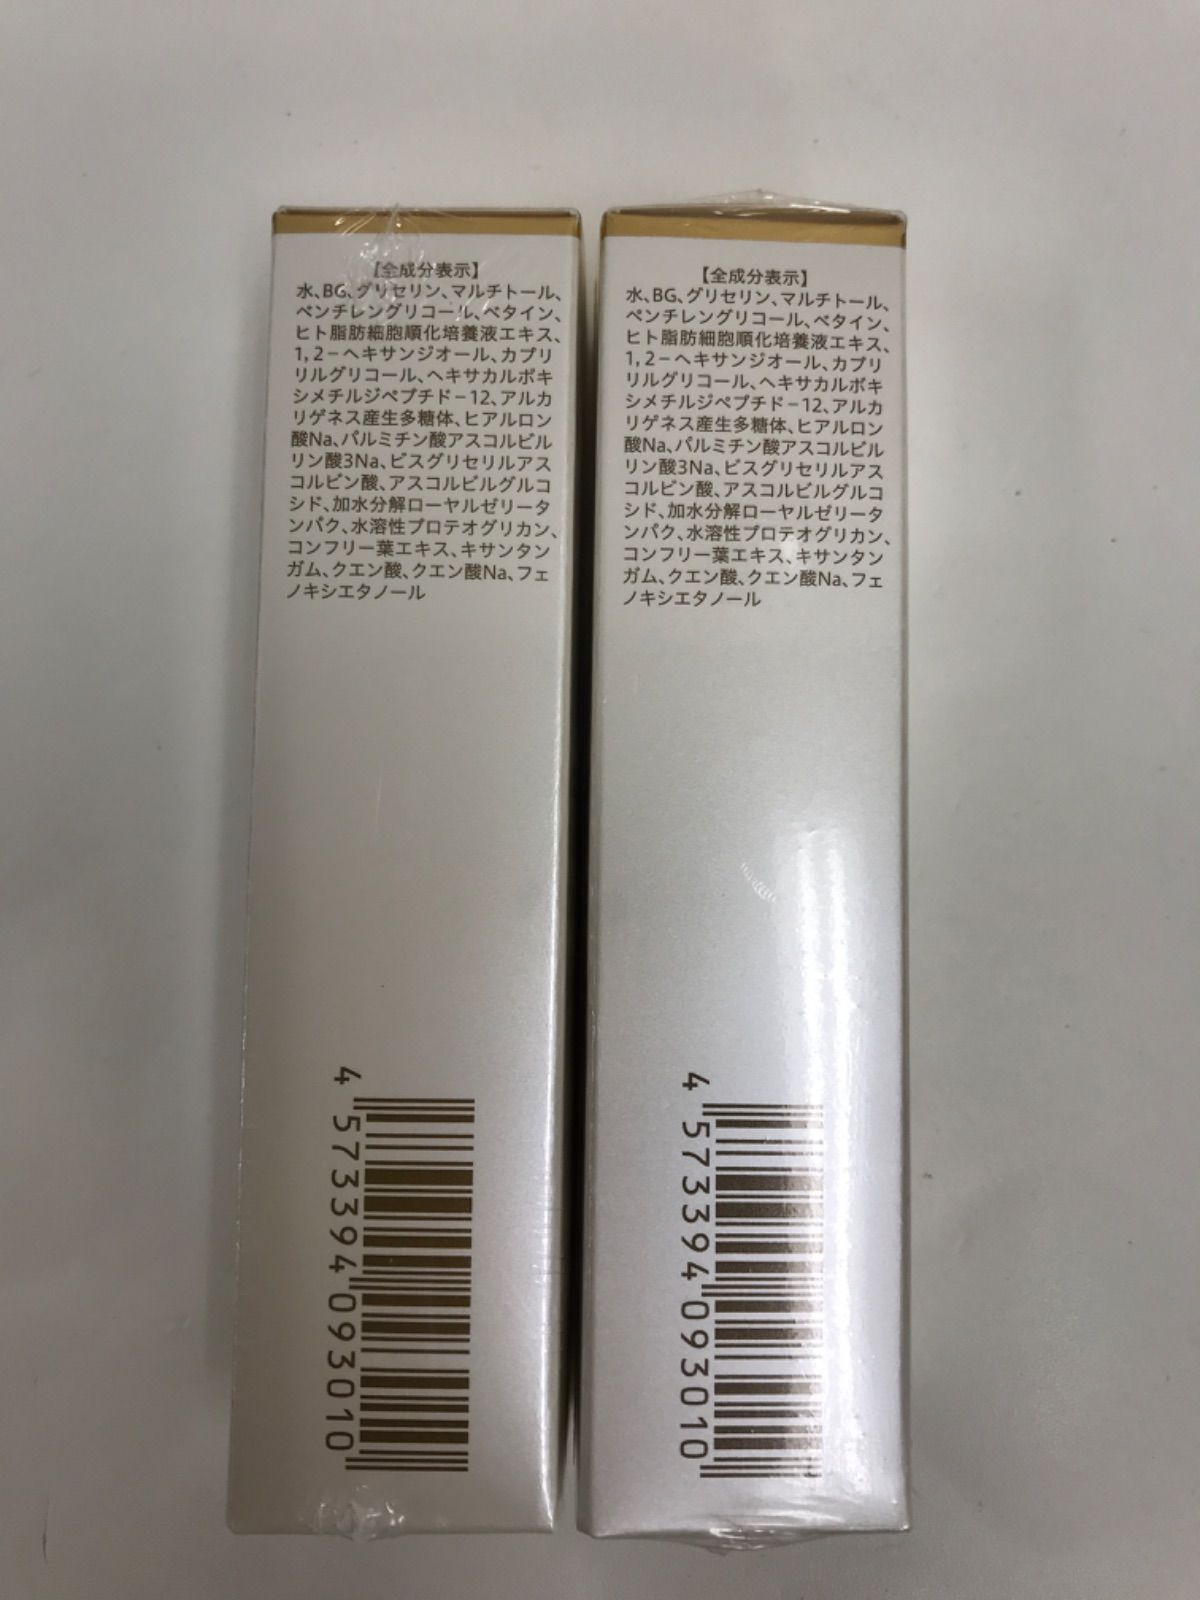 【全成分表示】
水、BG、グリセリン、マルチトール、
ペンチレングリコール、ベタイン、
ヒト脂肪細胞順化培養液エキス、
1,2－ヘキサンジオール、カプリ
リルグリコール、ヘキサカルボキ
シメチルジペプチド－12、アルカ
リゲネス産生多糖体、ヒアルロン
酸Na、パルミチン酸アスコルビル
リン酸3Na、ビスグリセリルアス
コルビン酸、アスコルビルグルコ
シド、加水分解ローヤルゼリータ
ンパク、水溶性プロテオグリカン、
コンフリー葉エキス、キサンタン
ガム、クエン酸、クエン酸Na、フェ
ノキシエタノール
4 573394 093010
【全成分表示】
水、BG、グリセリン、マルチトール、
ペンチレングリコール、ベタイン、
ヒト脂肪細胞順化培養液エキス、
1,2－ヘキサンジオール、カプリ
リルグリコール、ヘキサカルボキ
シメチルジペプチド－12、アルカ
リゲネス産生多糖体、ヒアルロン
酸Na、パルミチン酸アスコルビル
リン酸3Na、ビスグリセリルアス
コルビン酸、アスコルビルグルコ
シド、加水分解ローヤルゼリータ
ンパク、水溶性プロテオグリカン、
コンフリー葉エキス、キサンタン
ガム、クエン酸、クエン酸Na、フェ
ノキシエタノール
4 573394 093010